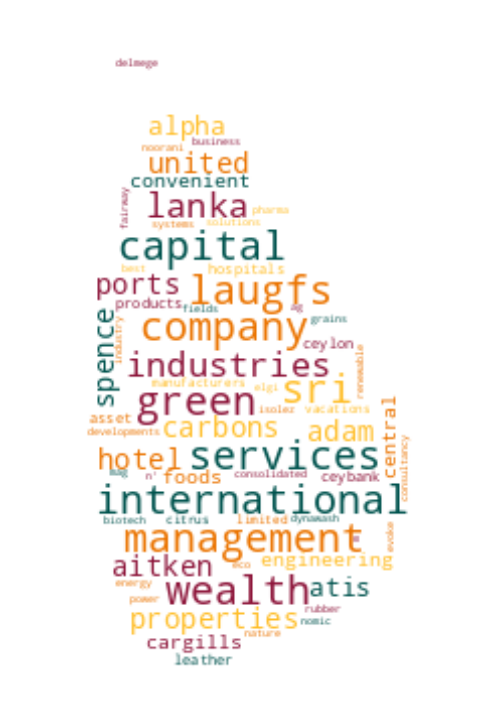 delmege
alpha
business
noorani
united
convenient
fairway
lanka
pharma
systems
solutions
capital
best
hospitals
ports
laugfs
products
fields
ag
grains
company
industry
spence
ceylon
industries
renewable
manufacturers
elgi
sri
green
isolez
vacations
asset
carbons
adam
central
developments
hotel
services
consultancy
mag
n'
foods
consolidated
ceybank
international
biotech
citrus
limited
dynawash
management
evoke
aitken
eco
engineering
energy
wealth
atis
power
rubber
properties
nomic
nature
cargills
leather